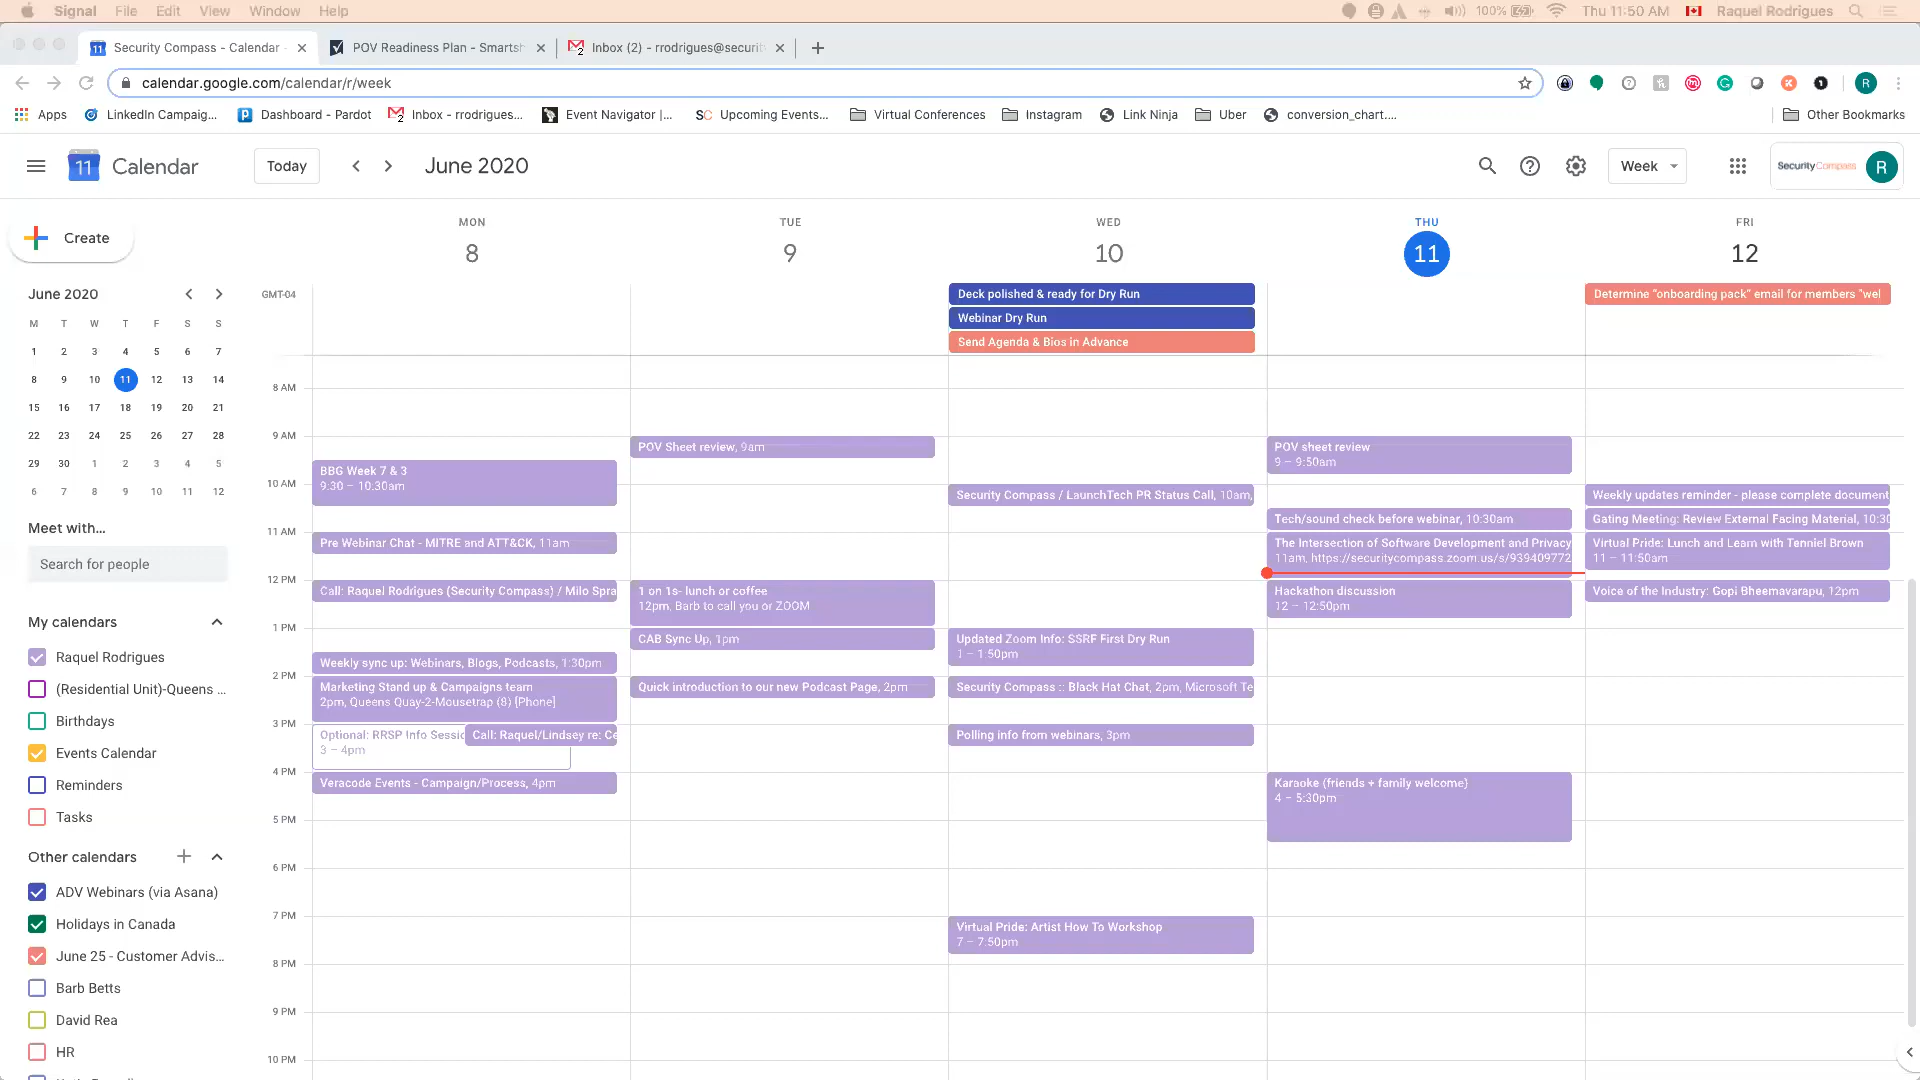 Signal File Edit View Window Help 100% Thu 11:50 AM Raquel Rodrigues
Security Compass - Calendar - POV Readiness Plan - Smartsh Inbox (2) - rrodrigues@securit
calendar.google.com/calendar/r/week R
Apps LinkedIn Campaig... Dashboard - Pardot Inbox - rrodrigues... Event Navigator |... SC Upcoming Events... Virtual Conferences Instagram Link Ninja Uber conversion_chart.... Other Bookmarks
11 Calendar Today June 2020 Week SecurityCompass R
Create
MON TUE WED THU FRI
8 9 10 11 12
June 2020
M T W T F S S
1 2 3 4 5 6 7
8 9 10 11 12 13 14
15 16 17 18 19 20 21
22 23 24 25 26 27 28
29 30 1 2 3 4 5
6 7 8 9 10 11 12
Meet with...
Search for people
My calendars
Raquel Rodrigues
(Residential Unit)-Queens ...
Birthdays
Events Calendar
Reminders
Tasks
Other calendars
ADV Webinars (via Asana)
Holidays in Canada
June 25 - Customer Advis...
Barb Betts
David Rea
HR
GMT-04
8 AM
9 AM
10 AM
11 AM
12 PM
1 PM
2 PM
3 PM
4 PM
5 PM
6 PM
7 PM
8 PM
9 PM
10 PM
BBG Week 7 & 3
9:30 – 10:30am
Pre Webinar Chat - MITRE and ATT&CK, 11am
Call: Raquel Rodrigues (Security Compass) / Milo Spra
Weekly sync up: Webinars, Blogs, Podcasts, 1:30pm
Marketing Stand up & Campaigns team
2pm, Queens Quay-2-Mousetrap (8) [Phone]
Optional: RRSP Info Sessic
3 – 4pm
Call: Raquel/Lindsey re: Ce
Veracode Events - Campaign/Process, 4pm
POV Sheet review, 9am
1 on 1s- lunch or coffee
12pm, Barb to call you or ZOOM
CAB Sync Up, 1pm
Quick introduction to our new Podcast Page, 2pm
Deck polished & ready for Dry Run
Webinar Dry Run
Send Agenda & Bios in Advance
Security Compass / LaunchTech PR Status Call, 10am,
Updated Zoom Info: SSRF First Dry Run
1 – 1:50pm
Security Compass :: Black Hat Chat, 2pm, Microsoft Te
Polling info from webinars, 3pm
Virtual Pride: Artist How To Workshop
7 – 7:50pm
POV sheet review
9 – 9:50am
Tech/sound check before webinar, 10:30am
The Intersection of Software Development and Privacy
11am, https://securitycompass.zoom.us/s/939409772
Hackathon discussion
12 – 12:50pm
Karaoke (friends + family welcome)
4 – 5:30pm
Determine "onboarding pack" email for members "wel
Weekly updates reminder - please complete document
Gating Meeting: Review External Facing Material, 10:30
Virtual Pride: Lunch and Learn with Tenniel Brown
11 – 11:50am
Voice of the Industry: Gopi Bheemavarapu, 12pm